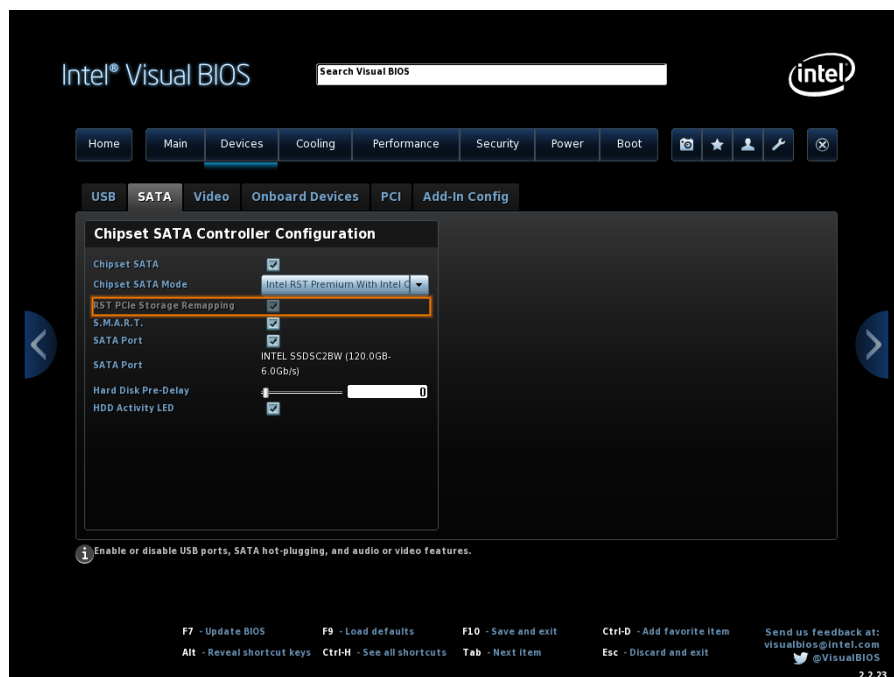 Intel® Visual BIOS
Search Visual BIOS
intel
Home Main Devices Cooling Performance Security Power Boot
USB SATA Video Onboard Devices PCI Add-In Config
Chipset SATA Controller Configuration
Chipset SATA
Chipset SATA Mode Intel RST Premium With Intel
RST PCIe Storage Remapping
S.M.A.R.T.
SATA Port
SATA Port INTEL SSDSC2BW (120.0GB-
6.0Gb/s)
Hard Disk Pre-Delay 0
HDD Activity LED
Enable or disable USB ports, SATA hot-plugging, and audio or video features.
F7 - Update BIOS F9 - Load defaults F10 - Save and exit Ctrl-D - Add favorite item
Alt - Reveal shortcut keys Ctrl-H - See all shortcuts Tab - Next item Esc - Discard and exit
Send us feedback at:
visualbios@intel.com
@VisualBIOS
2.2.23